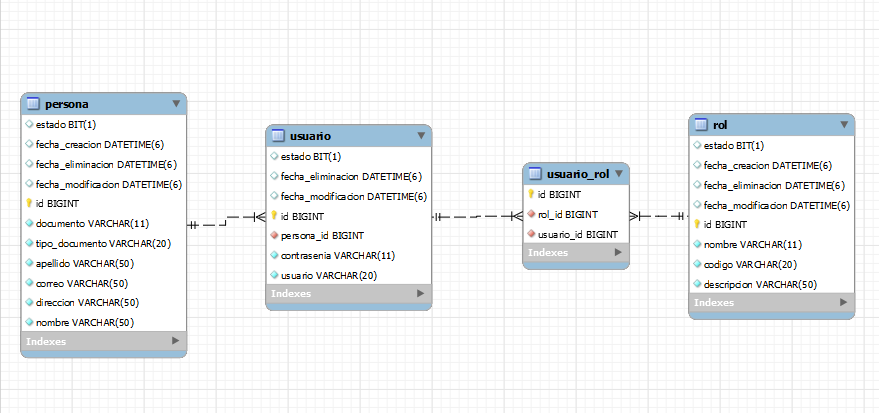 persona
estado BIT(1)
fecha_creacion DATETIME(6)
fecha_eliminacion DATETIME(6)
fecha_modificacion DATETIME(6)
id BIGINT
documento VARCHAR(11)
tipo_documento VARCHAR(20)
apellido VARCHAR(50)
correo VARCHAR(50)
direccion VARCHAR(50)
nombre VARCHAR(50)
Indexes
usuario
estado BIT(1)
fecha_eliminacion DATETIME(6)
fecha_modificacion DATETIME(6)
id BIGINT
persona_id BIGINT
contrasenia VARCHAR(11)
usuario VARCHAR(20)
Indexes
usuario_rol
id BIGINT
rol_id BIGINT
usuario_id BIGINT
Indexes
rol
estado BIT(1)
fecha_creacion DATETIME(6)
fecha_eliminacion DATETIME(6)
fecha_modificacion DATETIME(6)
id BIGINT
nombre VARCHAR(11)
codigo VARCHAR(20)
descripcion VARCHAR(50)
Indexes